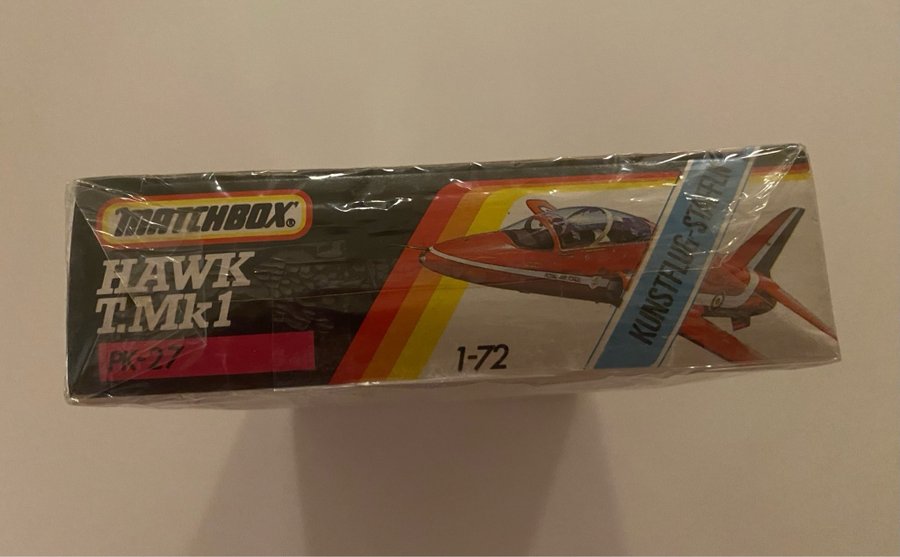 MATCHBOX®
HAWK
T.Mk1
PK-27
1-72
KUNSTFLUG-STAFFEL